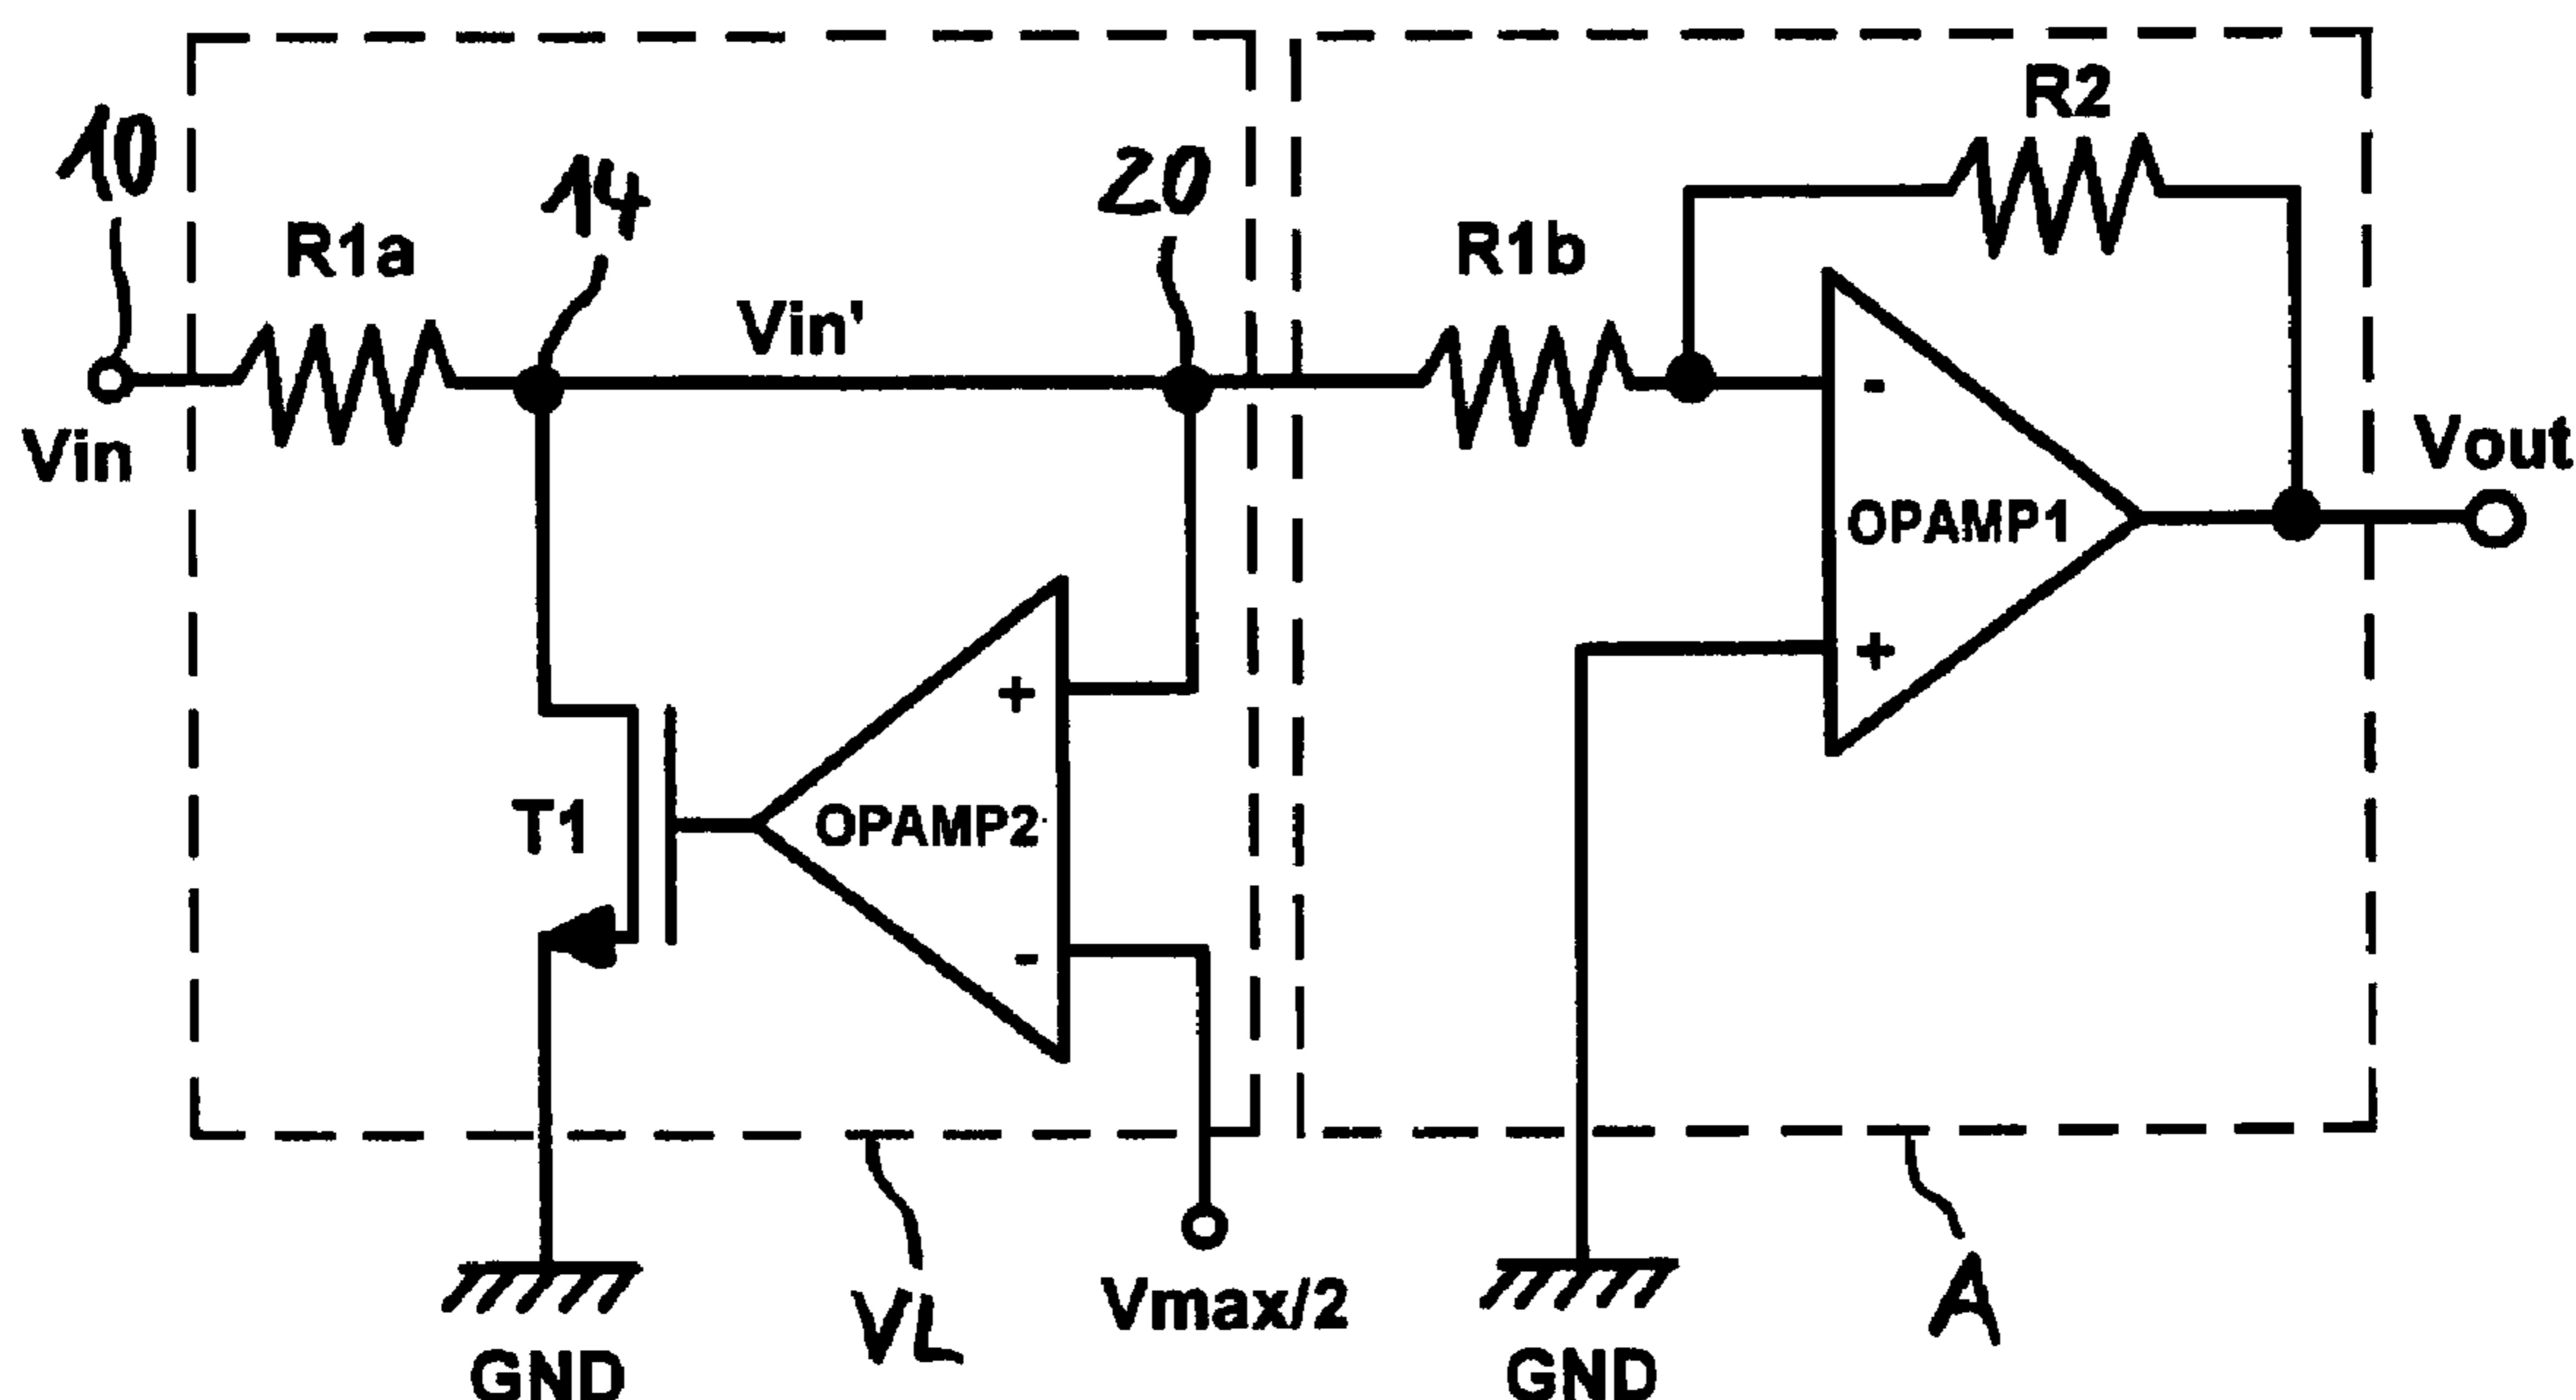 R2
10
14
20
R1a
R1b
Vin'
-
Vin
Vout
OPAMP1
+
+
T1
OPAMP2
-
Vmax/2
VL
A
GND
GND